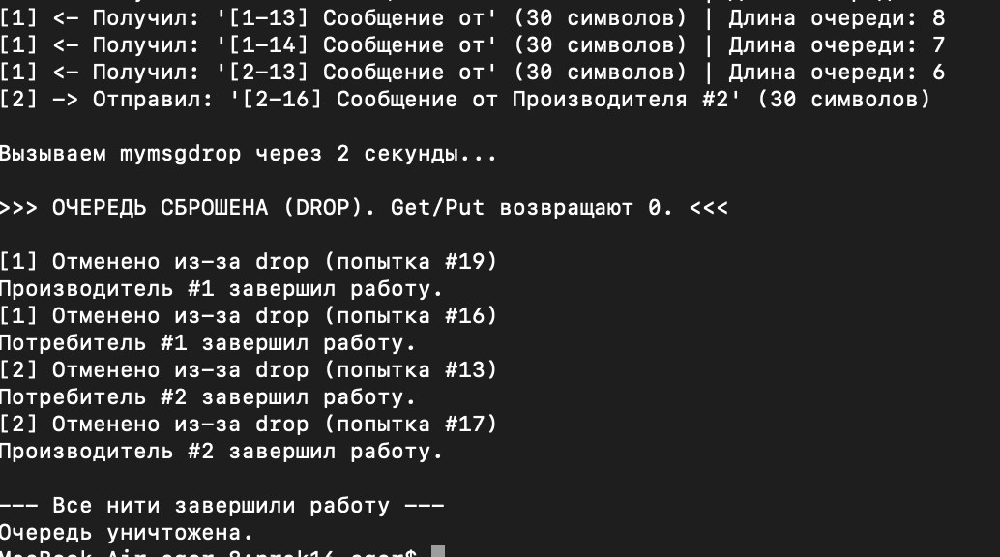 [1] <- Получил: '[1-13] Сообщение от' (30 символов) | Длина очереди: 8
[1] <- Получил: '[1-14] Сообщение от' (30 символов) | Длина очереди: 7
[1] <- Получил: '[2-13] Сообщение от' (30 символов) | Длина очереди: 6
[2] -> Отправил: '[2-16] Сообщение от Производителя #2' (30 символов)
Вызываем mymsgdrop через 2 секунды...
>>> ОЧЕРЕДЬ СБРОШЕНА (DROP). Get/Put возвращают 0. <<<
[1] Отменено из-за drop (попытка #19)
Производитель #1 завершил работу.
[1] Отменено из-за drop (попытка #16)
Потребитель #1 завершил работу.
[2] Отменено из-за drop (попытка #13)
Потребитель #2 завершил работу.
[2] Отменено из-за drop (попытка #17)
Производитель #2 завершил работу.
--- Все нити завершили работу ---
Очередь уничтожена.